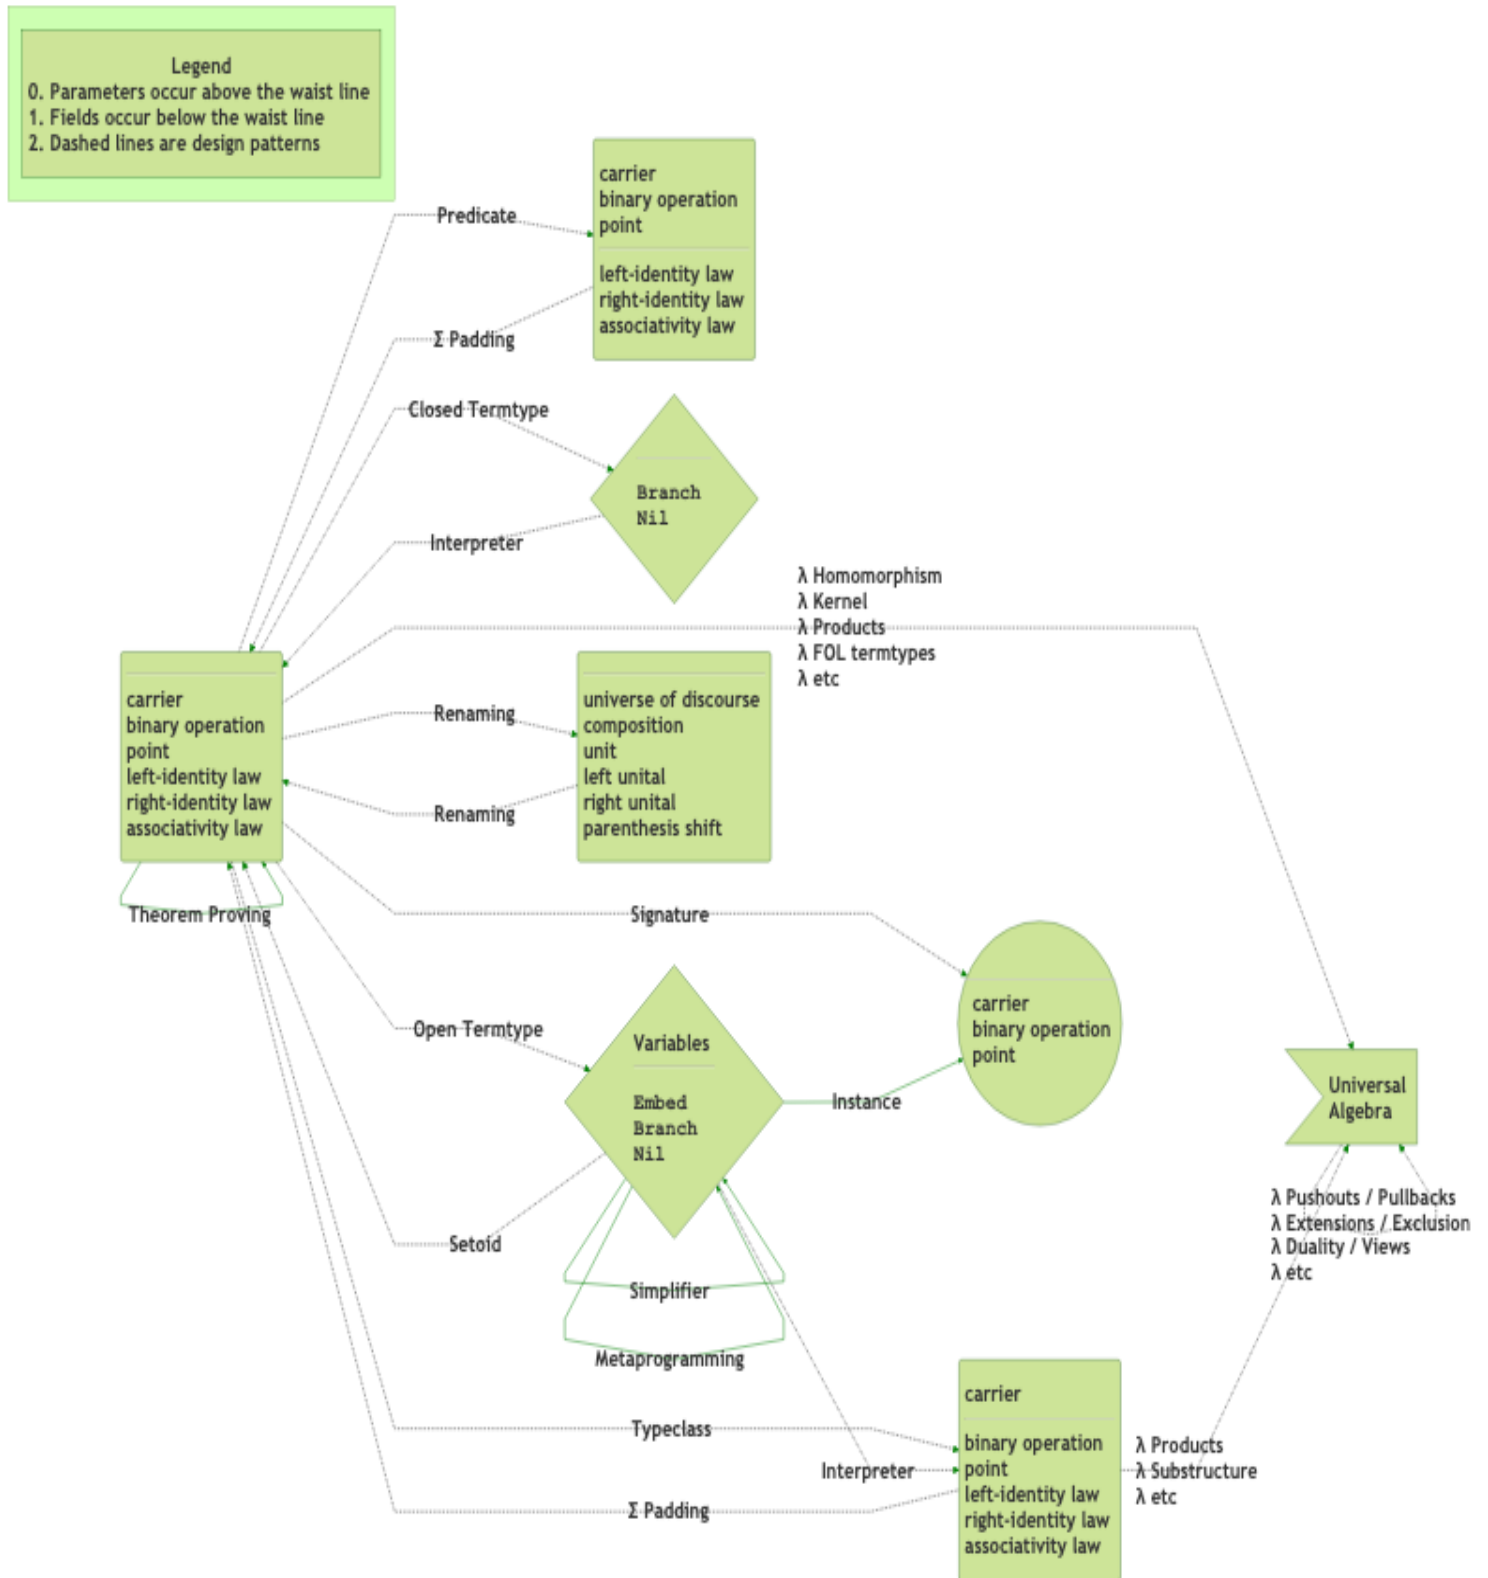 Legend
0. Parameters occur above the waist line
1. Fields occur below the waist line
2. Dashed lines are design patterns
carrier
binary operation
point
left-identity law
right-identity law
associativity law
Predicate
Σ Padding
Closed Termtype
Branch
Nil
Interpreter
λ Homomorphism
λ Kernel
λ Products
λ FOL termtypes
λ etc
carrier
binary operation
point
left-identity law
right-identity law
associativity law
Renaming
Renaming
universe of discourse
composition
unit
left unital
right unital
parenthesis shift
Theorem Proving
Signature
carrier
binary operation
point
Open Termtype
Variables
Embed
Branch
Nil
Instance
Universal
Algebra
Setoid
λ Pushouts / Pullbacks
λ Extensions / Exclusion
λ Duality / Views
λ etc
Simplifier
Metaprogramming
Typeclass
Interpreter
Σ Padding
carrier
binary operation
point
left-identity law
right-identity law
associativity law
λ Products
λ Substructure
λ etc